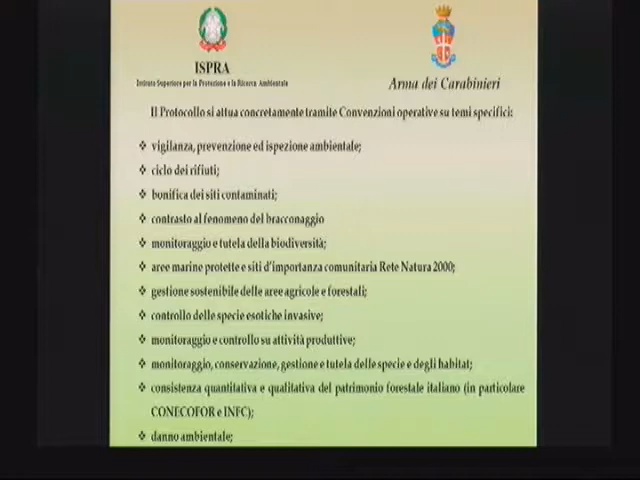 ISPRA
Istituto Superiore per la Protezione e la Ricerca Ambientale
Arma dei Carabinieri
Il Protocollo si attua concretamente tramite Convenzioni operative su temi specifici:
❖ vigilanza, prevenzione ed ispezione ambientale;
❖ ciclo dei rifiuti;
❖ bonifica dei siti contaminati;
❖ contrasto al fenomeno del bracconaggio
❖ monitoraggio e tutela della biodiversità;
❖ aree marine protette e siti d'importanza comunitaria Rete Natura 2000;
❖ gestione sostenibile delle aree agricole e forestali;
❖ controllo delle specie esotiche invasive;
❖ monitoraggio e controllo su attività produttive;
❖ monitoraggio, conservazione, gestione e tutela delle specie e degli habitat;
❖ consistenza quantitativa e qualitativa del patrimonio forestale italiano (in particolare
CONECOFOR e INFC);
❖ danno ambientale;